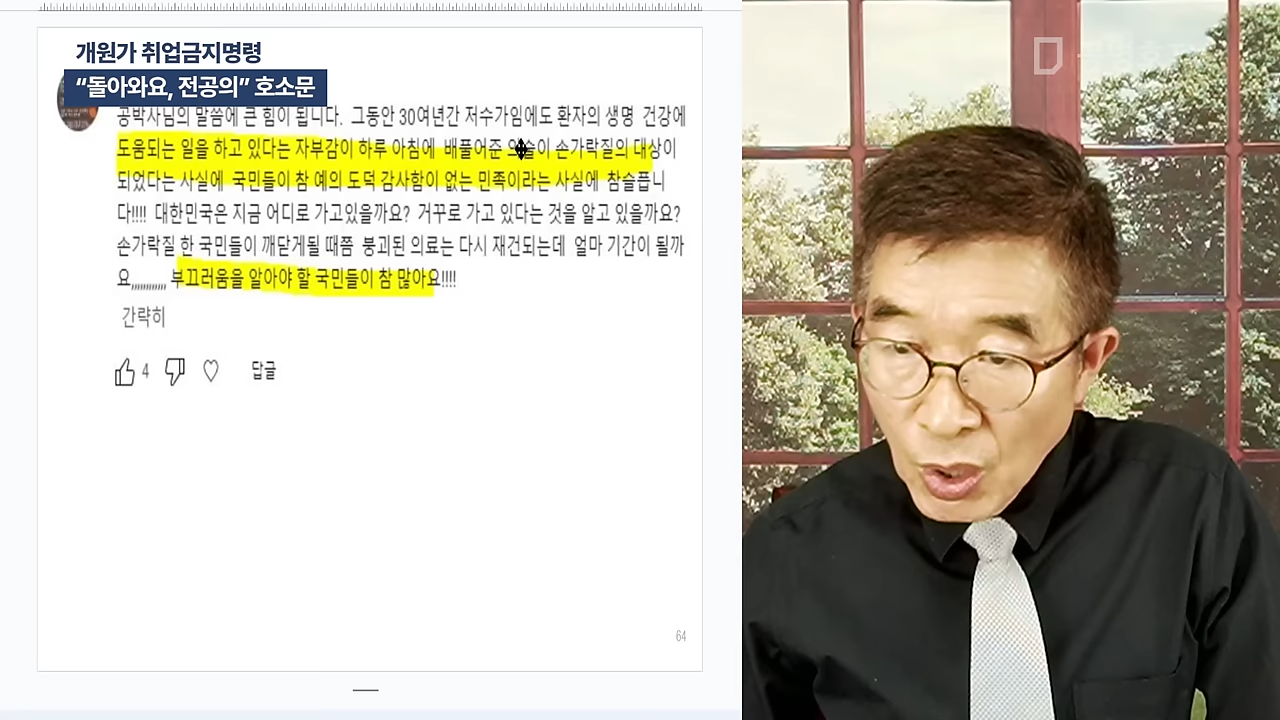 개원가 취업금지명령
“돌아와요, 전공의” 호소문
공박사님의 말씀에 큰 힘이 됩니다. 그동안 30여년간 저수가임에도 환자의 생명 건강에
도움되는 일을 하고 있다는 자부감이 하루 아침에 배풀어준 의술이 손가락질의 대상이
되었다는 사실에 국민들이 참 예의 도덕 감사함이 없는 민족이라는 사실에 참슬픕니
다!!!! 대한민국은 지금 어디로 가고있을까요? 거꾸로 가고 있다는 것을 알고 있을까요?
손가락질 한 국민들이 깨닫게될 때쯤 붕괴된 의료는 다시 재건되는데 얼마 기간이 될까
요,,,,,,,,,,, 부끄러움을 알아야 할 국민들이 참 많아요!!!!
간략히
4 답글
64